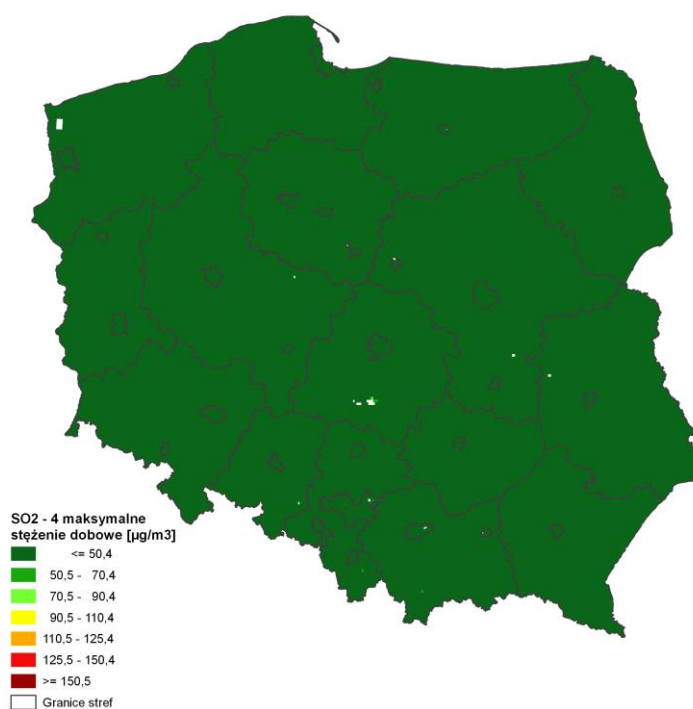 SO2 - 4 maksymalne
stężenie dobowe [µg/m3]
<= 50,4
50,5 - 70,4
70,5 - 90,4
90,5 - 110,4
110,5 - 125,4
125,5 - 150,4
>= 150,5
Granice stref